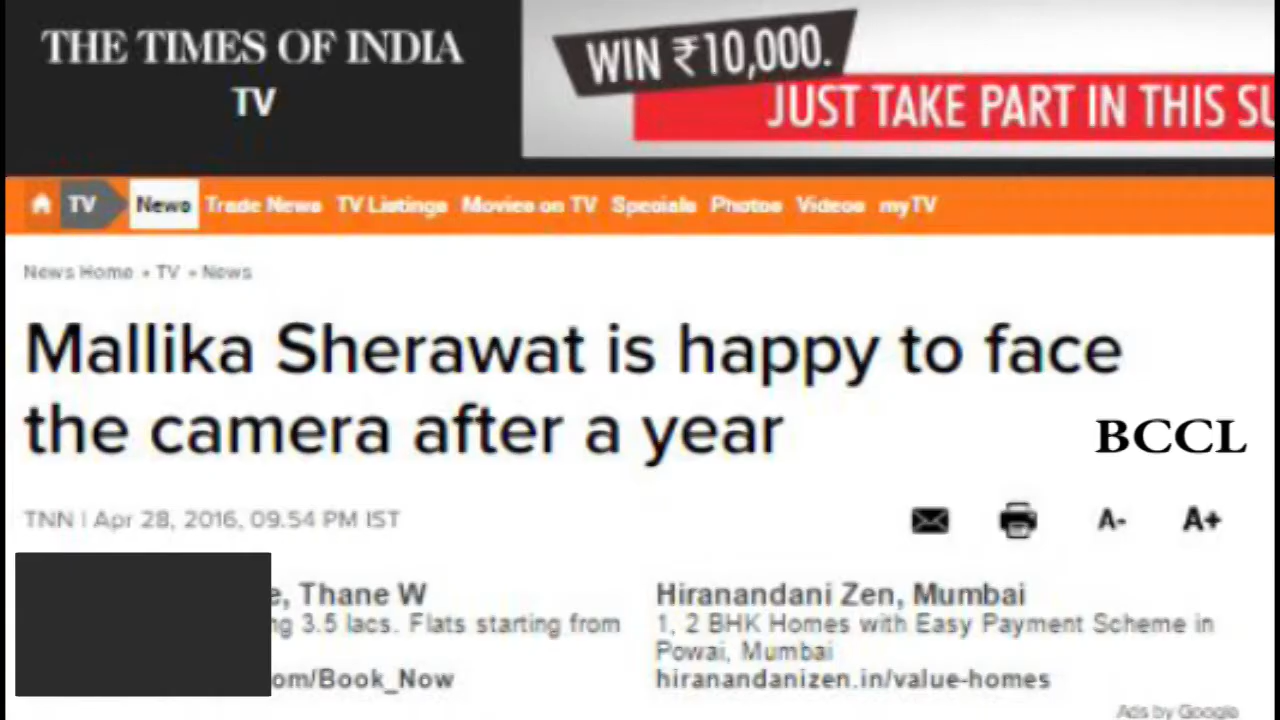 THE TIMES OF INDIA
TV
WIN ₹10,000.
JUST TAKE PART IN THIS SU
TV News Trade News TV Listings Movies on TV Specials Photos Videos myTV
News Home • TV • News
Mallika Sherawat is happy to face
the camera after a year
BCCL
TNN | Apr 28, 2016, 09.54 PM IST
A- A+
e, Thane W
ng 3.5 lacs. Flats starting from
om/Book_Now
Hiranandani Zen, Mumbai
1, 2 BHK Homes with Easy Payment Scheme in
Powai, Mumbai
hiranandanizen.in/value-homes
Ads by Google